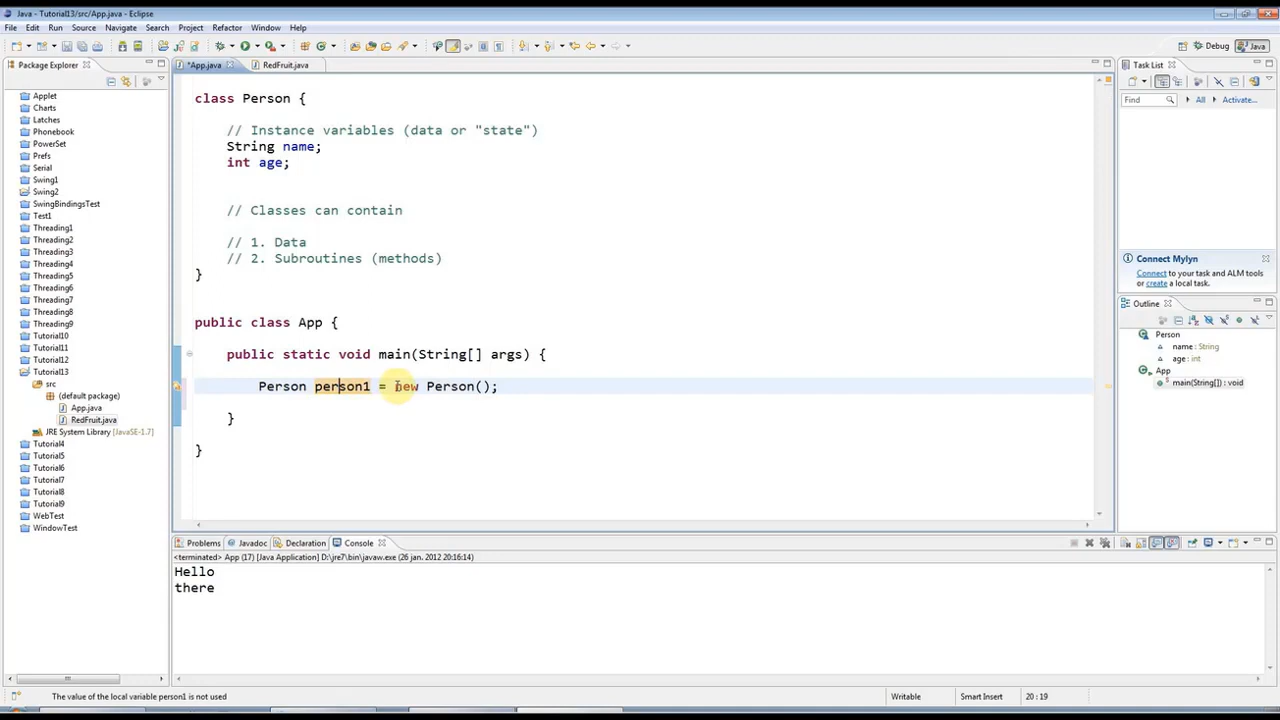 Java - Tutorial13/src/App.java - Eclipse
File Edit Run Source Navigate Search Project Refactor Window Help
Debug Java
Package Explorer
*App.java RedFruit.java
Task List
Applet
Charts
Latches
Phonebook
PowerSet
Prefs
Serial
Swing1
Swing2
SwingBindingsTest
Test1
Threading1
Threading2
Threading3
Threading4
Threading5
Threading6
Threading7
Threading8
Threading9
Tutorial10
Tutorial11
Tutorial12
Tutorial13
src
(default package)
App.java
RedFruit.java
JRE System Library [JavaSE-1.7]
Tutorial4
Tutorial5
Tutorial6
Tutorial7
Tutorial8
Tutorial9
WebTest
WindowTest
class Person {
// Instance variables (data or "state")
String name;
int age;
// Classes can contain
// 1. Data
// 2. Subroutines (methods)
}
public class App {
public static void main(String[] args) {
Person person1 = new Person();
}
}
Find All Activate...
Connect Mylyn
Connect to your task and ALM tools
or create a local task.
Outline
Person
name : String
age : int
App
main(String[]) : void
Problems Javadoc Declaration Console
<terminated> App (17) [Java Application] D:\jre7\bin\javaw.exe (26 jan. 2012 20:16:14)
Hello
there
The value of the local variable person1 is not used Writable Smart Insert 20 : 19